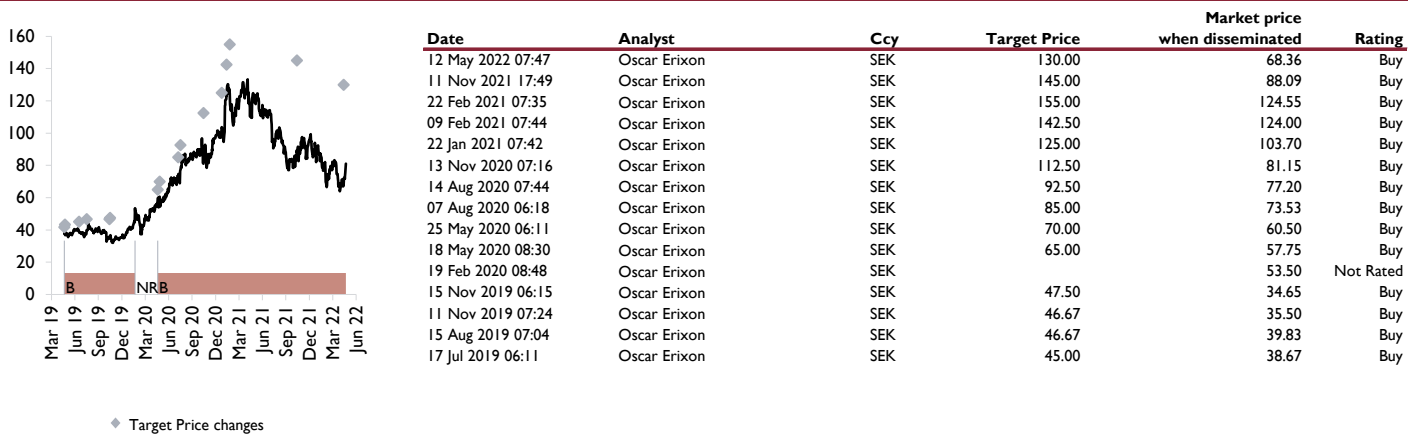 160
140
120
100
80
60
40
20
0
B
NR
B
Mar 19
Jun 19
Sep 19
Dec 19
Mar 20
Jun 20
Sep 20
Dec 20
Mar 21
Jun 21
Sep 21
Dec 21
Mar 22
Jun 22
Target Price changes
Market price
Date Analyst Ccy Target Price when disseminated Rating
12 May 2022 07:47 Oscar Erixon SEK 130.00 68.36 Buy
11 Nov 2021 17:49 Oscar Erixon SEK 145.00 88.09 Buy
22 Feb 2021 07:35 Oscar Erixon SEK 155.00 124.55 Buy
09 Feb 2021 07:44 Oscar Erixon SEK 142.50 124.00 Buy
22 Jan 2021 07:42 Oscar Erixon SEK 125.00 103.70 Buy
13 Nov 2020 07:16 Oscar Erixon SEK 112.50 81.15 Buy
14 Aug 2020 07:44 Oscar Erixon SEK 92.50 77.20 Buy
07 Aug 2020 06:18 Oscar Erixon SEK 85.00 73.53 Buy
25 May 2020 06:11 Oscar Erixon SEK 70.00 60.50 Buy
18 May 2020 08:30 Oscar Erixon SEK 65.00 57.75 Buy
19 Feb 2020 08:48 Oscar Erixon SEK 53.50 Not Rated
15 Nov 2019 06:15 Oscar Erixon SEK 47.50 34.65 Buy
11 Nov 2019 07:24 Oscar Erixon SEK 46.67 35.50 Buy
15 Aug 2019 07:04 Oscar Erixon SEK 46.67 39.83 Buy
17 Jul 2019 06:11 Oscar Erixon SEK 45.00 38.67 Buy